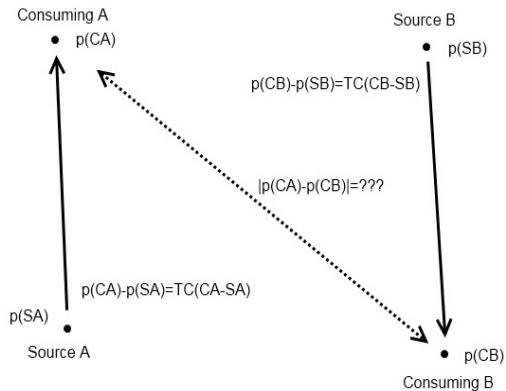 Consuming A
p(CA)
Source B
p(SB)
p(CB)-p(SB)=TC(CB-SB)
|p(CA)-p(CB)|=???
p(CA)-p(SA)=TC(CA-SA)
p(SA)
Source A
p(CB)
Consuming B